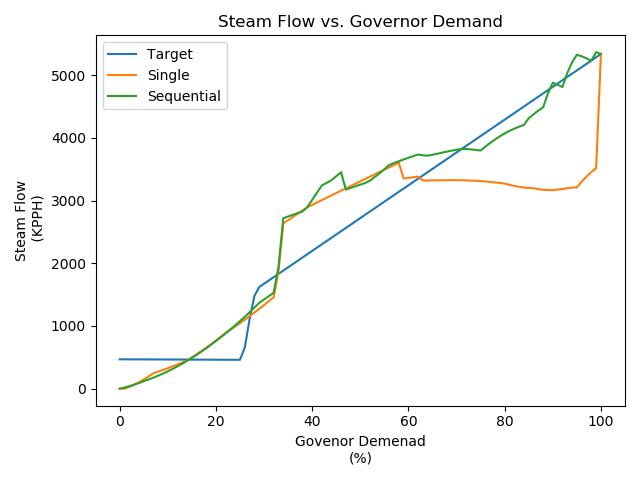 Steam Flow vs. Governor Demand
Target
Single
Sequential
Steam Flow
(KPPH)
5000
4000
3000
2000
1000
0
0 20 40 60 80 100
Govenor Demenad
(%)